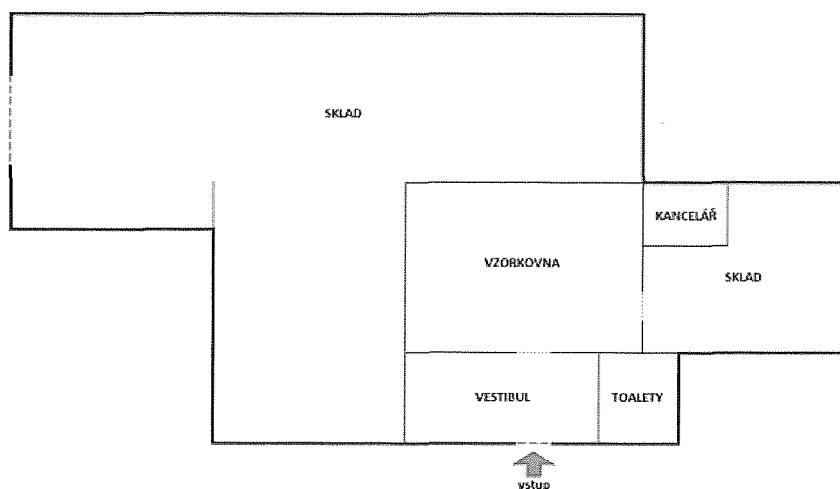 SKLAD
KANCELÁŘ
VZORKOVNA
SKLAD
VESTIBUL
TOALETY
vstup